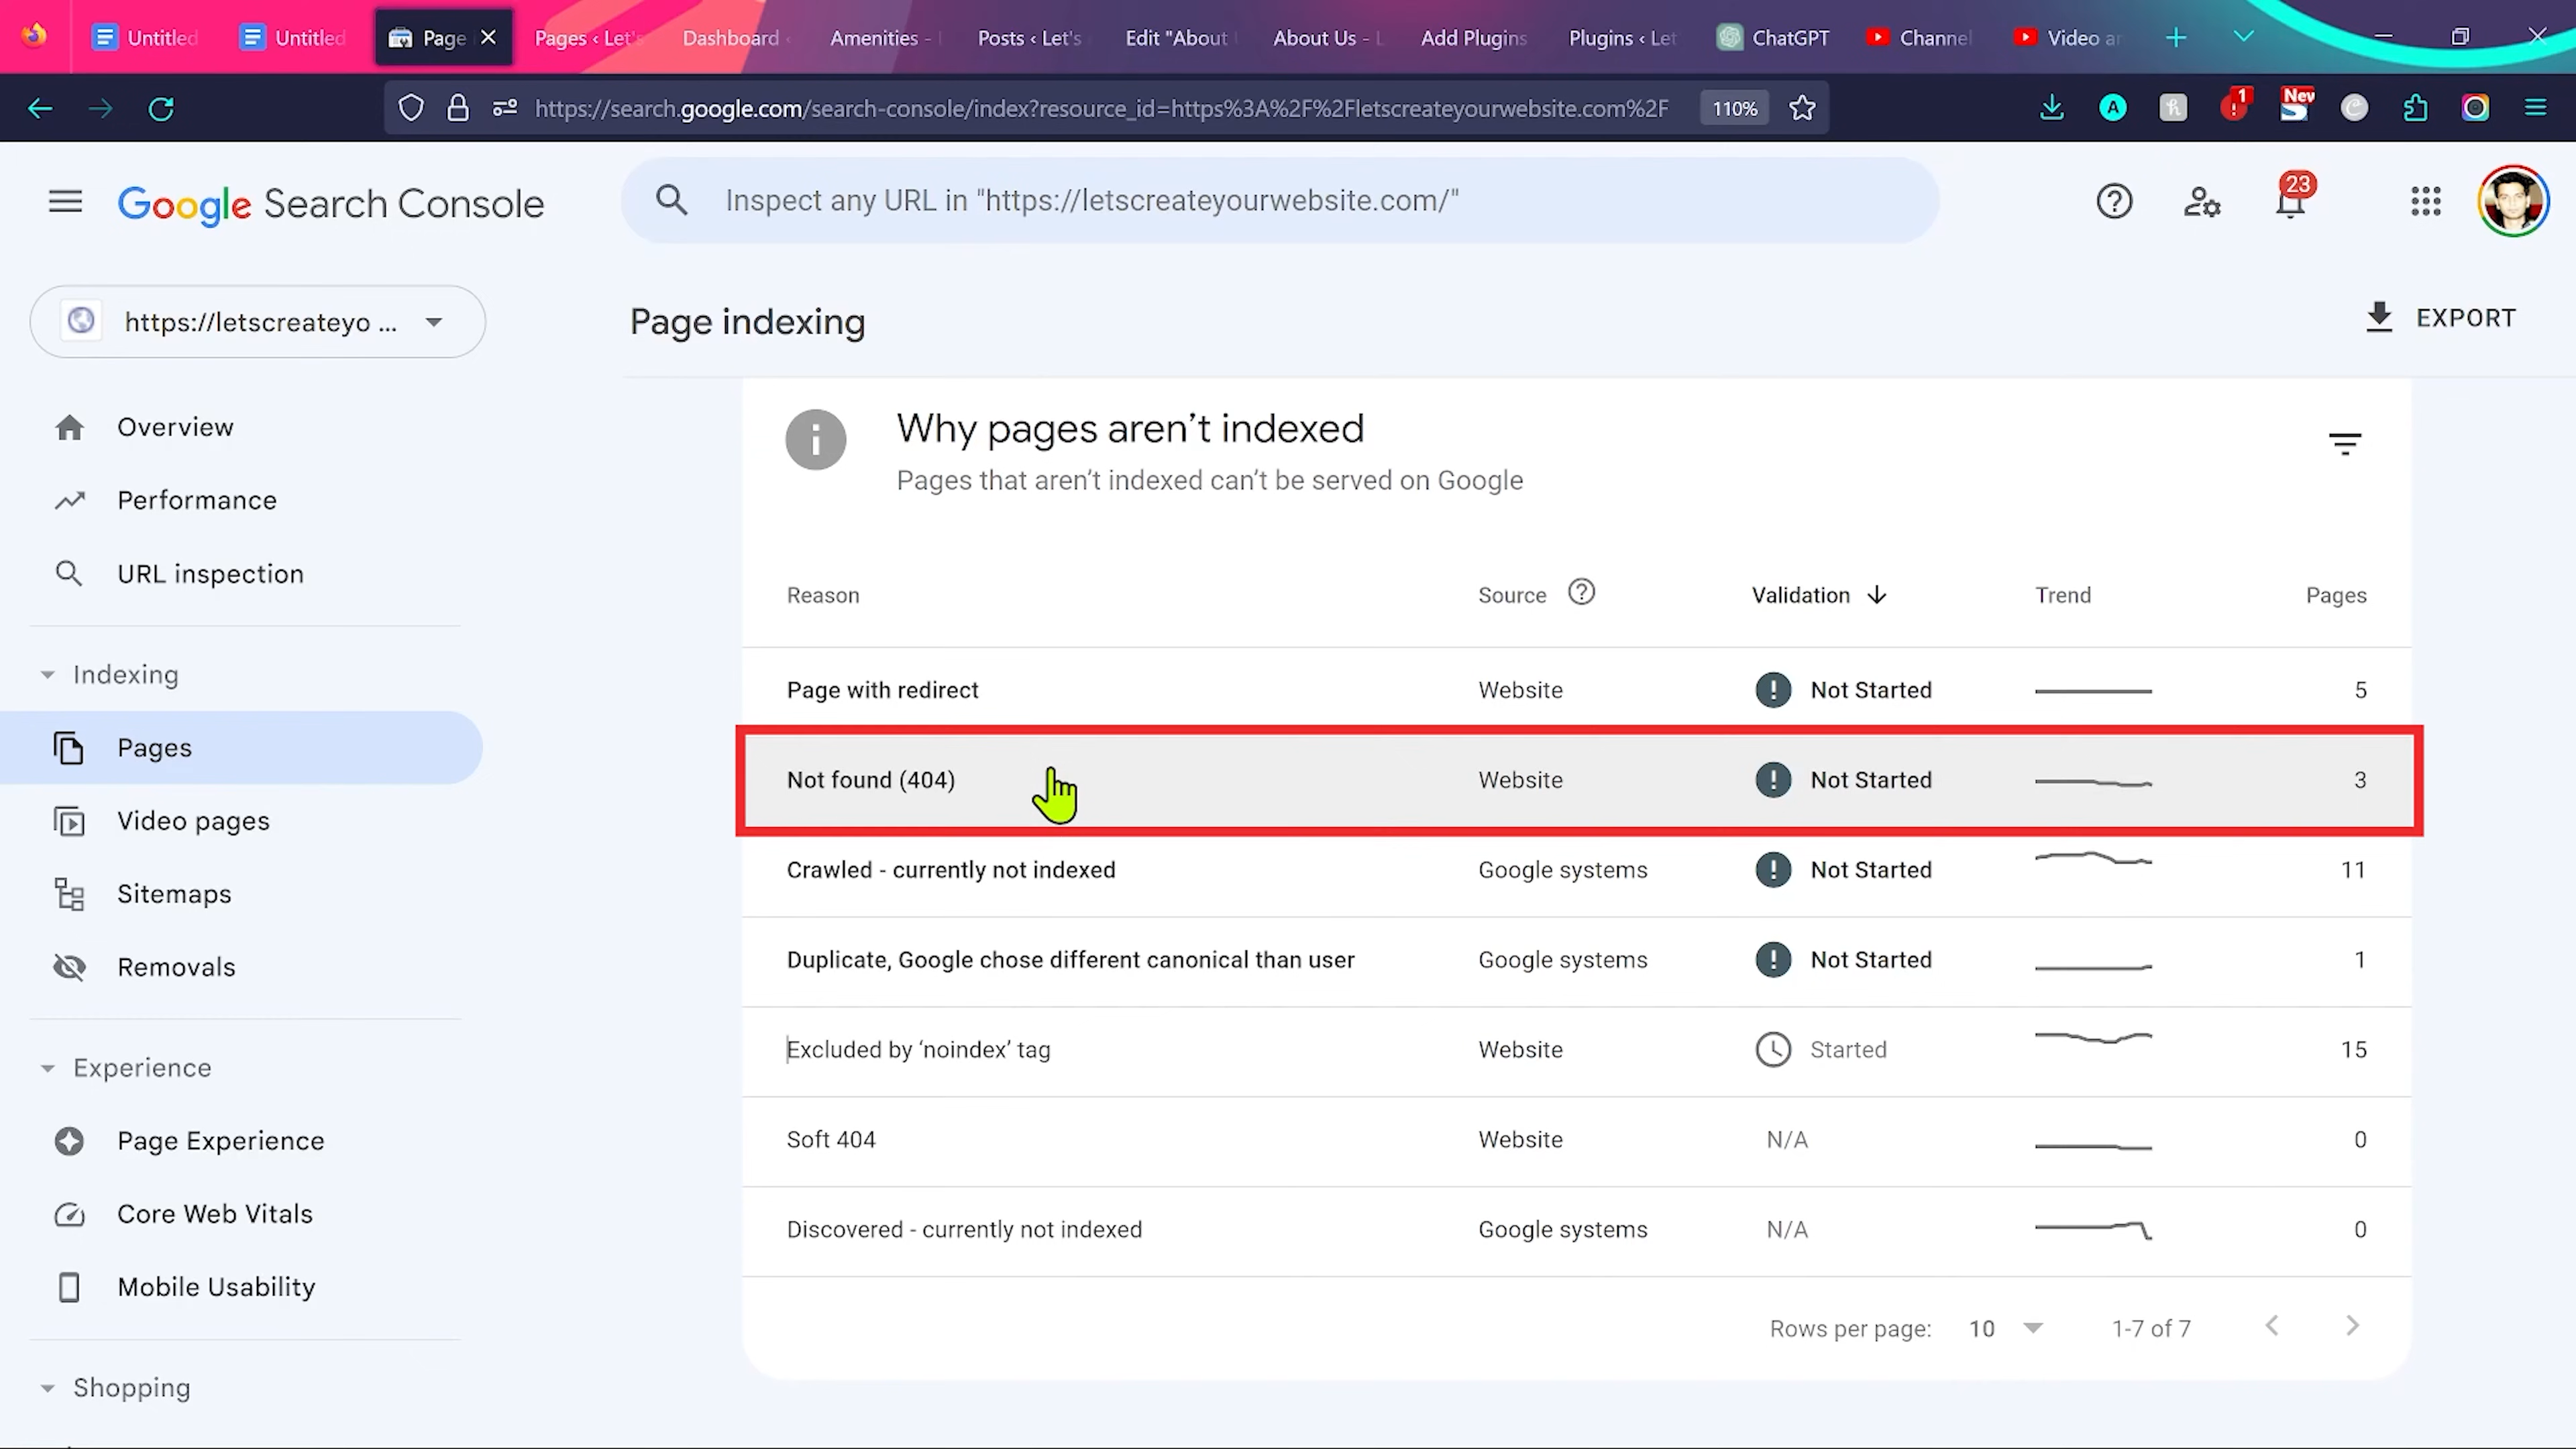 Untitled
Untitled
Page
Pages ‹ Let's
Dashboard ‹
Amenities -
Posts ‹ Let's
Edit "About
About Us - L
Add Plugins
Plugins ‹ Let
ChatGPT
Channel
Video ar
https://search.google.com/search-console/index?resource_id=https%3A%2F%2Fletscreateyourwebsite.com%2F
110%
A
1
New
S
Google Search Console
Inspect any URL in "https://letscreateyourwebsite.com/"
23
https://letscreateyo ...
Page indexing
EXPORT
Overview
Performance
URL inspection
Indexing
Pages
Video pages
Sitemaps
Removals
Experience
Page Experience
Core Web Vitals
Mobile Usability
Shopping
Why pages aren’t indexed
Pages that aren’t indexed can’t be served on Google
Reason Source Validation Trend Pages
Page with redirect Website Not Started 5
Not found (404) Website Not Started 3
Crawled - currently not indexed Google systems Not Started 11
Duplicate, Google chose different canonical than user Google systems Not Started 1
Excluded by ‘noindex’ tag Website Started 15
Soft 404 Website N/A 0
Discovered - currently not indexed Google systems N/A 0
Rows per page: 10 1-7 of 7